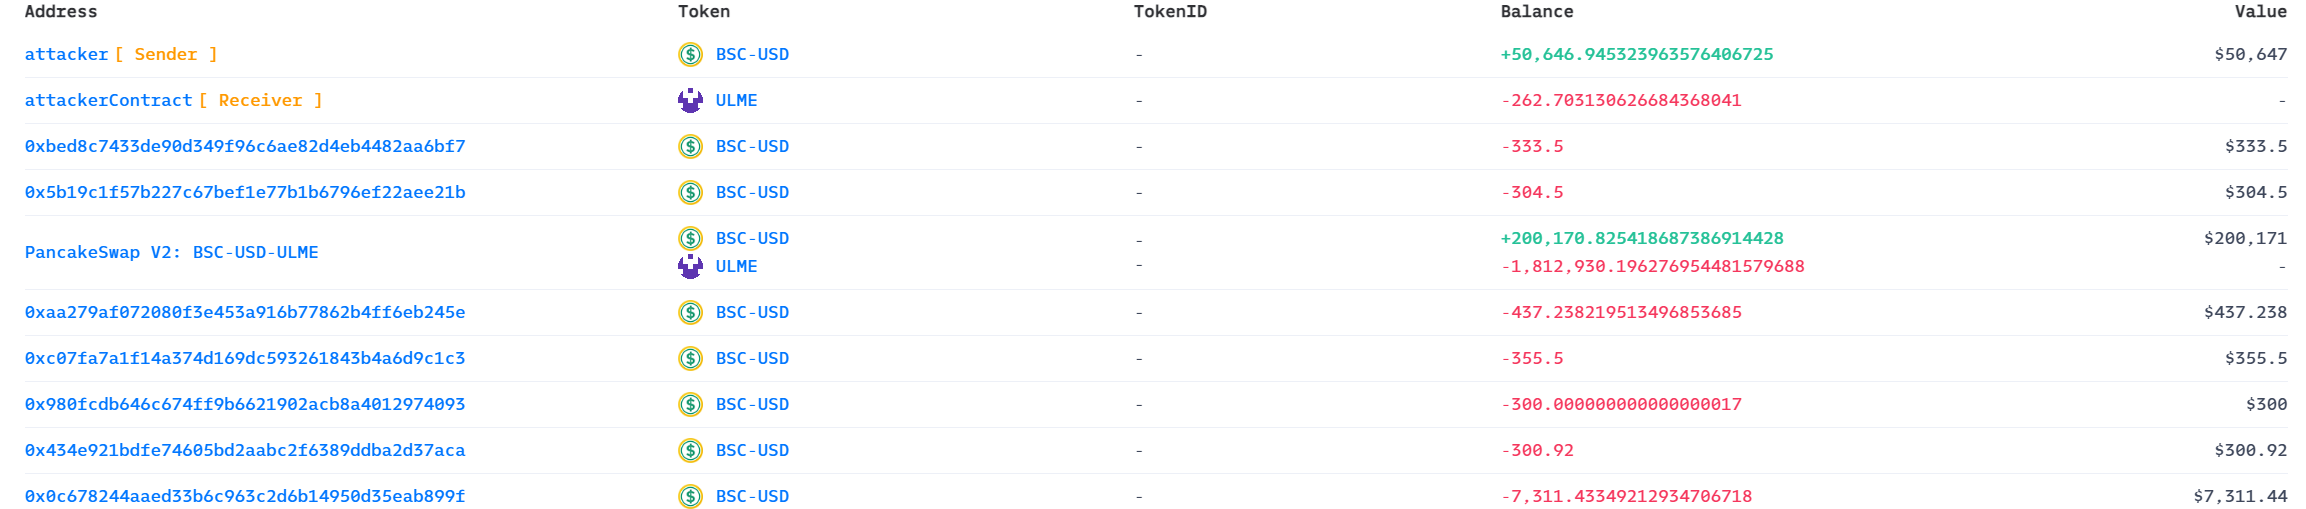 Address Token TokenID Balance Value
attacker [ Sender ] BSC-USD - +50,646.945323963576406725 $50,647
attackerContract [ Receiver ] ULME - -262.703130626684368041 -
0xbed8c7433de90d349f96c6ae82d4eb4482aa6bf7 BSC-USD - -333.5 $333.5
0x5b19c1f57b227c67bef1e77b1b6796ef22aee21b BSC-USD - -304.5 $304.5
PancakeSwap V2: BSC-USD-ULME BSC-USD - +200,170.825418687386914428 $200,171
ULME - -1,812,930.196276954481579688 -
0xaa279af072080f3e453a916b77862b4ff6eb245e BSC-USD - -437.238219513496853685 $437.238
0xc07fa7a1f14a374d169dc593261843b4a6d9c1c3 BSC-USD - -355.5 $355.5
0x980fcdb646c674ff9b6621902acb8a4012974093 BSC-USD - -300.000000000000000017 $300
0x434e921bdfe74605bd2aabc2f6389ddba2d37aca BSC-USD - -300.92 $300.92
0x0c678244aaed33b6c963c2d6b14950d35eab899f BSC-USD - -7,311.43349212934706718 $7,311.44